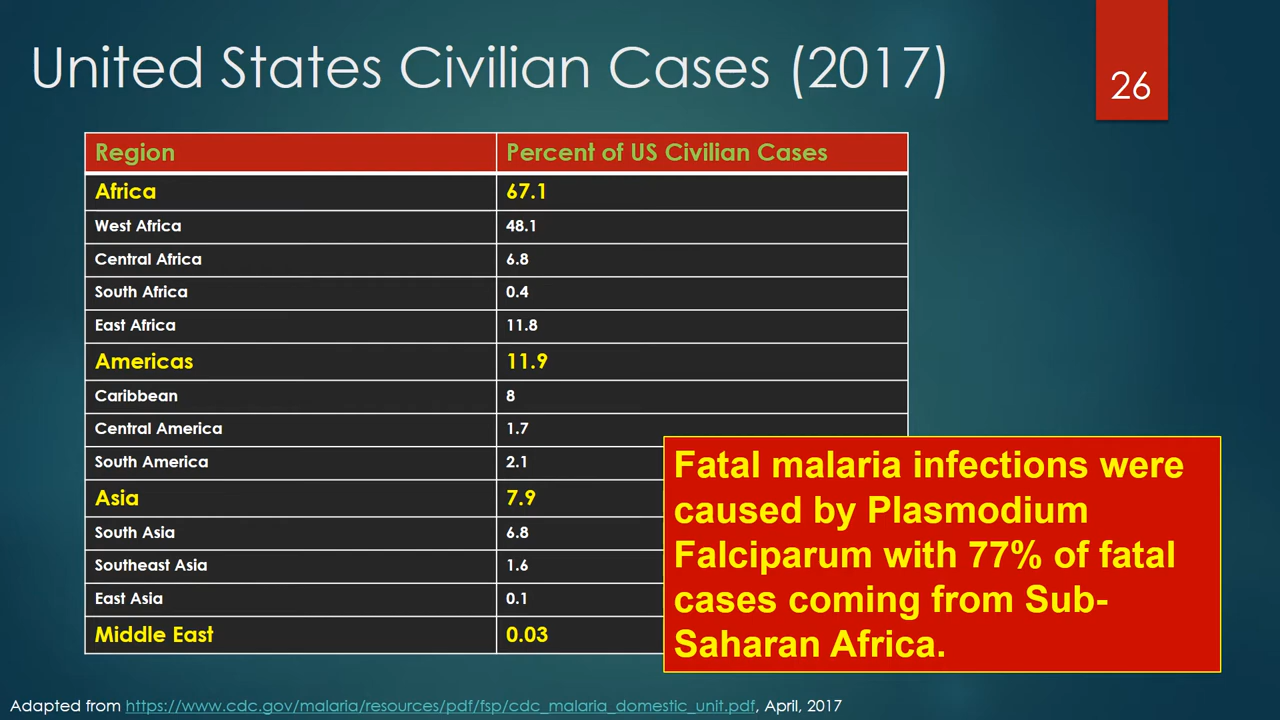 United States Civilian Cases (2017)
26
Region Percent of US Civilian Cases
Africa 67.1
West Africa 48.1
Central Africa 6.8
South Africa 0.4
East Africa 11.8
Americas 11.9
Caribbean 8
Central America 1.7
South America 2.1
Asia 7.9
South Asia 6.8
Southeast Asia 1.6
East Asia 0.1
Middle East 0.03
Fatal malaria infections were
caused by Plasmodium
Falciparum with 77% of fatal
cases coming from Sub-
Saharan Africa.
Adapted from https://www.cdc.gov/malaria/resources/pdf/fsp/cdc_malaria_domestic_unit.pdf, April, 2017